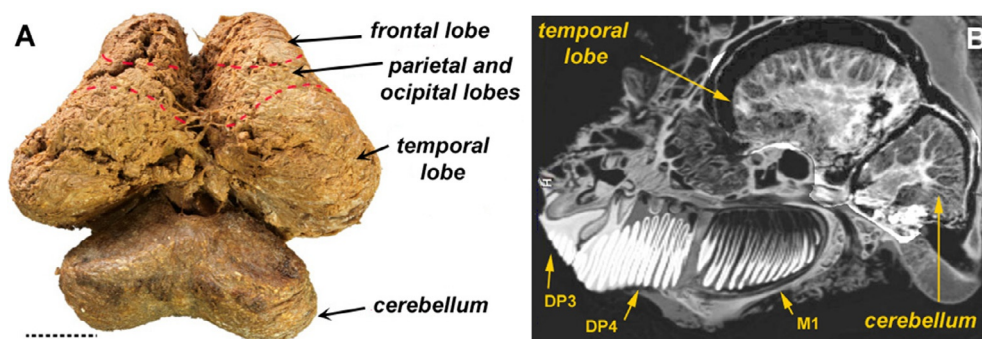 A
frontal lobe
parietal and
ocipital lobes
temporal
lobe
cerebellum
temporal
lobe
B
DP3
DP4
M1
cerebellum